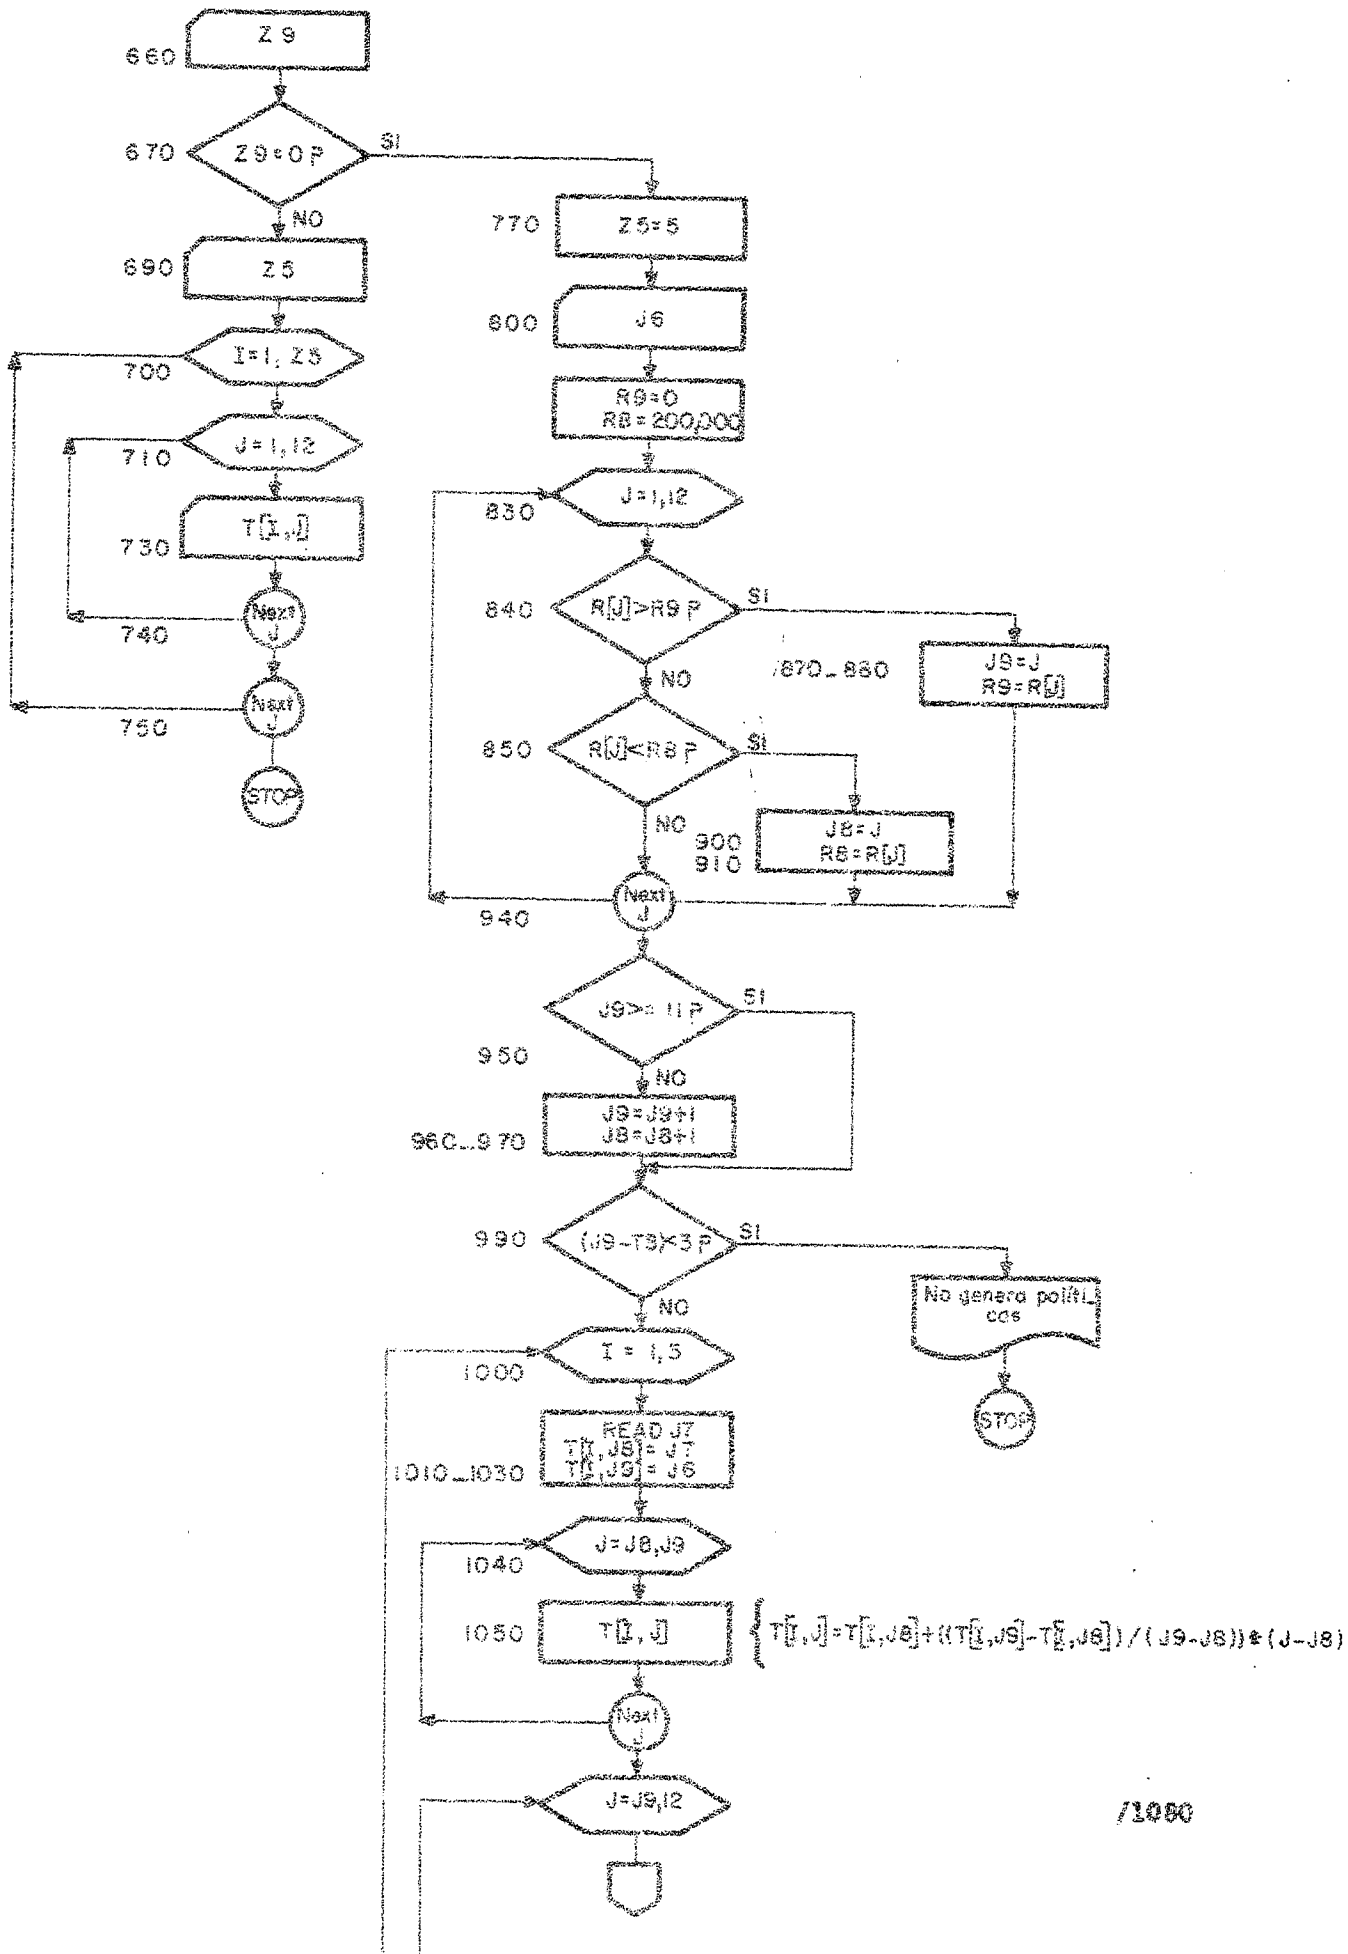 660
Z 9
670
Z9=0 ?
SI
NO
690
Z5
700
I=1, Z5
710
J=1,12
730
T[I,J]
740
Next
J
750
Next
J
STOP
770
Z5=5
800
J6
R9=0
R8=200,000
830
J=1,12
840
R[J]>R9 ?
SI
NO
/870_880
J9=J
R9=R[J]
850
R[J]<R8 ?
SI
NO
900
910
J8=J
R8=R[J]
940
Next
J
J9>= 11 ?
SI
950
NO
960_970
J9=J9+1
J8=J8+1
990
(J9-T3)<3 ?
SI
NO
No genera políti_
cas
STOP
1000
I = 1,5
1010_1030
READ J7
T[I,J8]= J7
T[I,J9]= J6
1040
J=J8,J9
1050
T[I,J]
{ T[I,J]=T[I,J8]+((T[I,J9]-T[I,J8])/(J9-J8))*(J-J8)
Next
J
J=J9,12
/1080